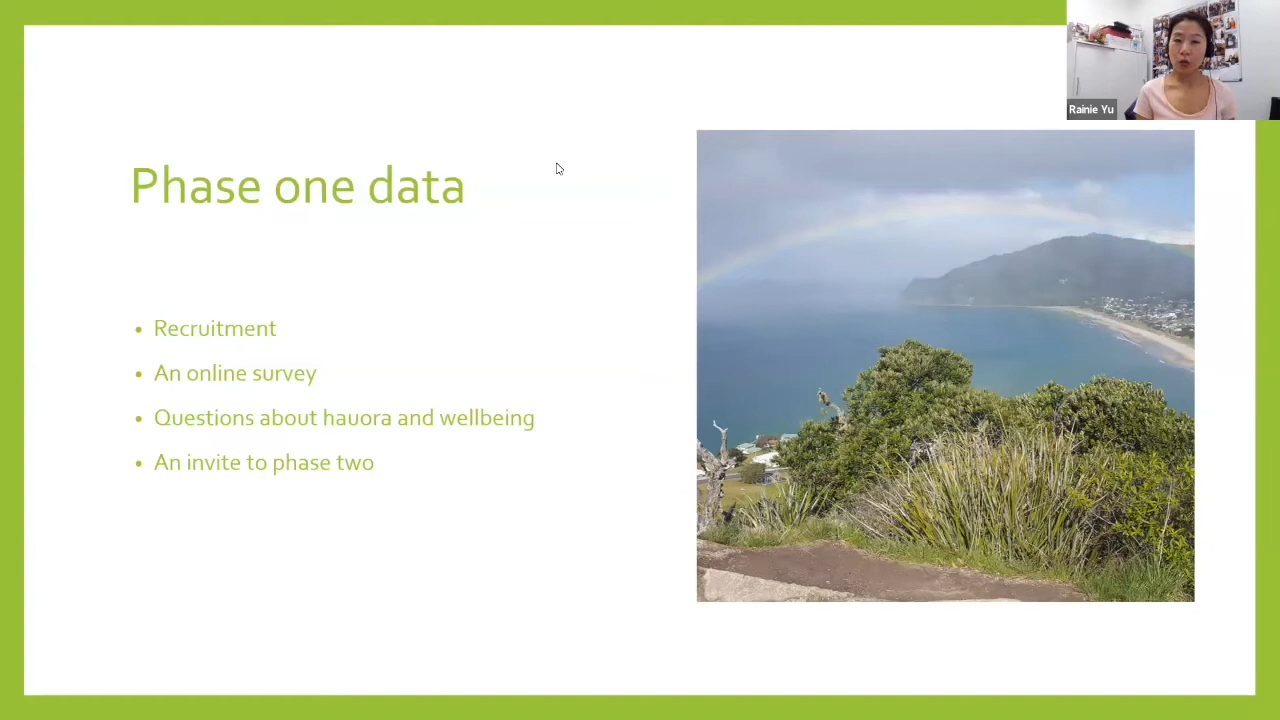 Rainie Yu
Phase one data
• Recruitment
• An online survey
• Questions about hauora and wellbeing
• An invite to phase two